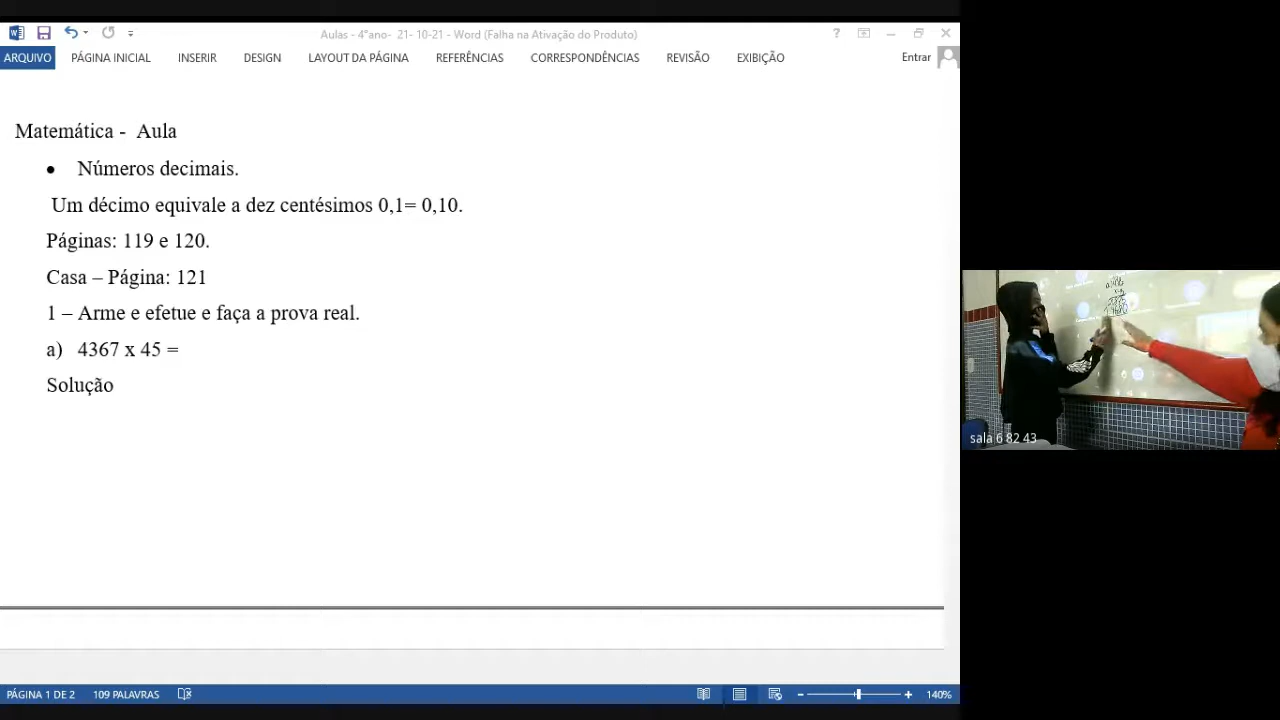 Aulas - 4ºano- 21- 10-21 - Word (Falha na Ativação do Produto)
ARQUIVO PÁGINA INICIAL INSERIR DESIGN LAYOUT DA PÁGINA REFERÊNCIAS CORRESPONDÊNCIAS REVISÃO EXIBIÇÃO Entrar
Matemática - Aula
• Números decimais.
Um décimo equivale a dez centésimos 0,1= 0,10.
Páginas: 119 e 120.
Casa – Página: 121
1 – Arme e efetue e faça a prova real.
a) 4367 x 45 =
Solução
sala 6 82 43
PÁGINA 1 DE 2 109 PALAVRAS 140%